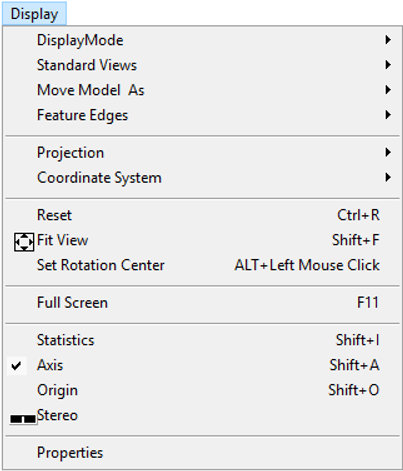 Display
DisplayMode
Standard Views
Move Model  As
Feature Edges
Projection
Coordinate System
Reset Ctrl+R
Fit View Shift+F
Set Rotation Center ALT+Left Mouse Click
Full Screen F11
Statistics Shift+I
Axis Shift+A
Origin Shift+O
Stereo
Properties